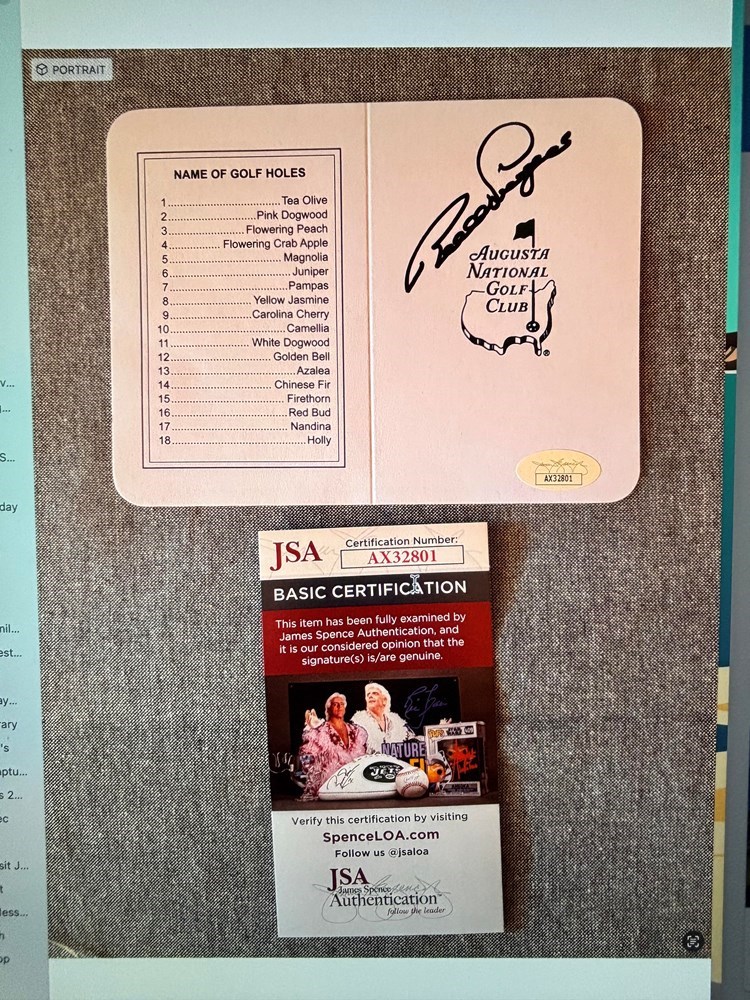 PORTRAIT
NAME OF GOLF HOLES
1..............................Tea Olive
2.......................Pink Dogwood
3....................Flowering Peach
4..............Flowering Crab Apple
5..............................Magnolia
6................................Juniper
7...............................Pampas
8......................Yellow Jasmine
9......................Carolina Cherry
10..............................Camellia
11......................White Dogwood
12...........................Golden Bell
13.................................Azalea
14...........................Chinese Fir
15..............................Firethorn
16...............................Red Bud
17...............................Nandina
18...................................Holly
AUGUSTA
NATIONAL
GOLF
CLUB
®
AX32801
JSA
Certification Number:
AX32801
BASIC CERTIFICATION
This item has been fully examined by
James Spence Authentication, and
it is our considered opinion that the
signature(s) is/are genuine.
NATURE
JETS
Verify this certification by visiting
SpenceLOA.com
Follow us @jsaloa
JSA
James Spence
Authentication
follow the leader